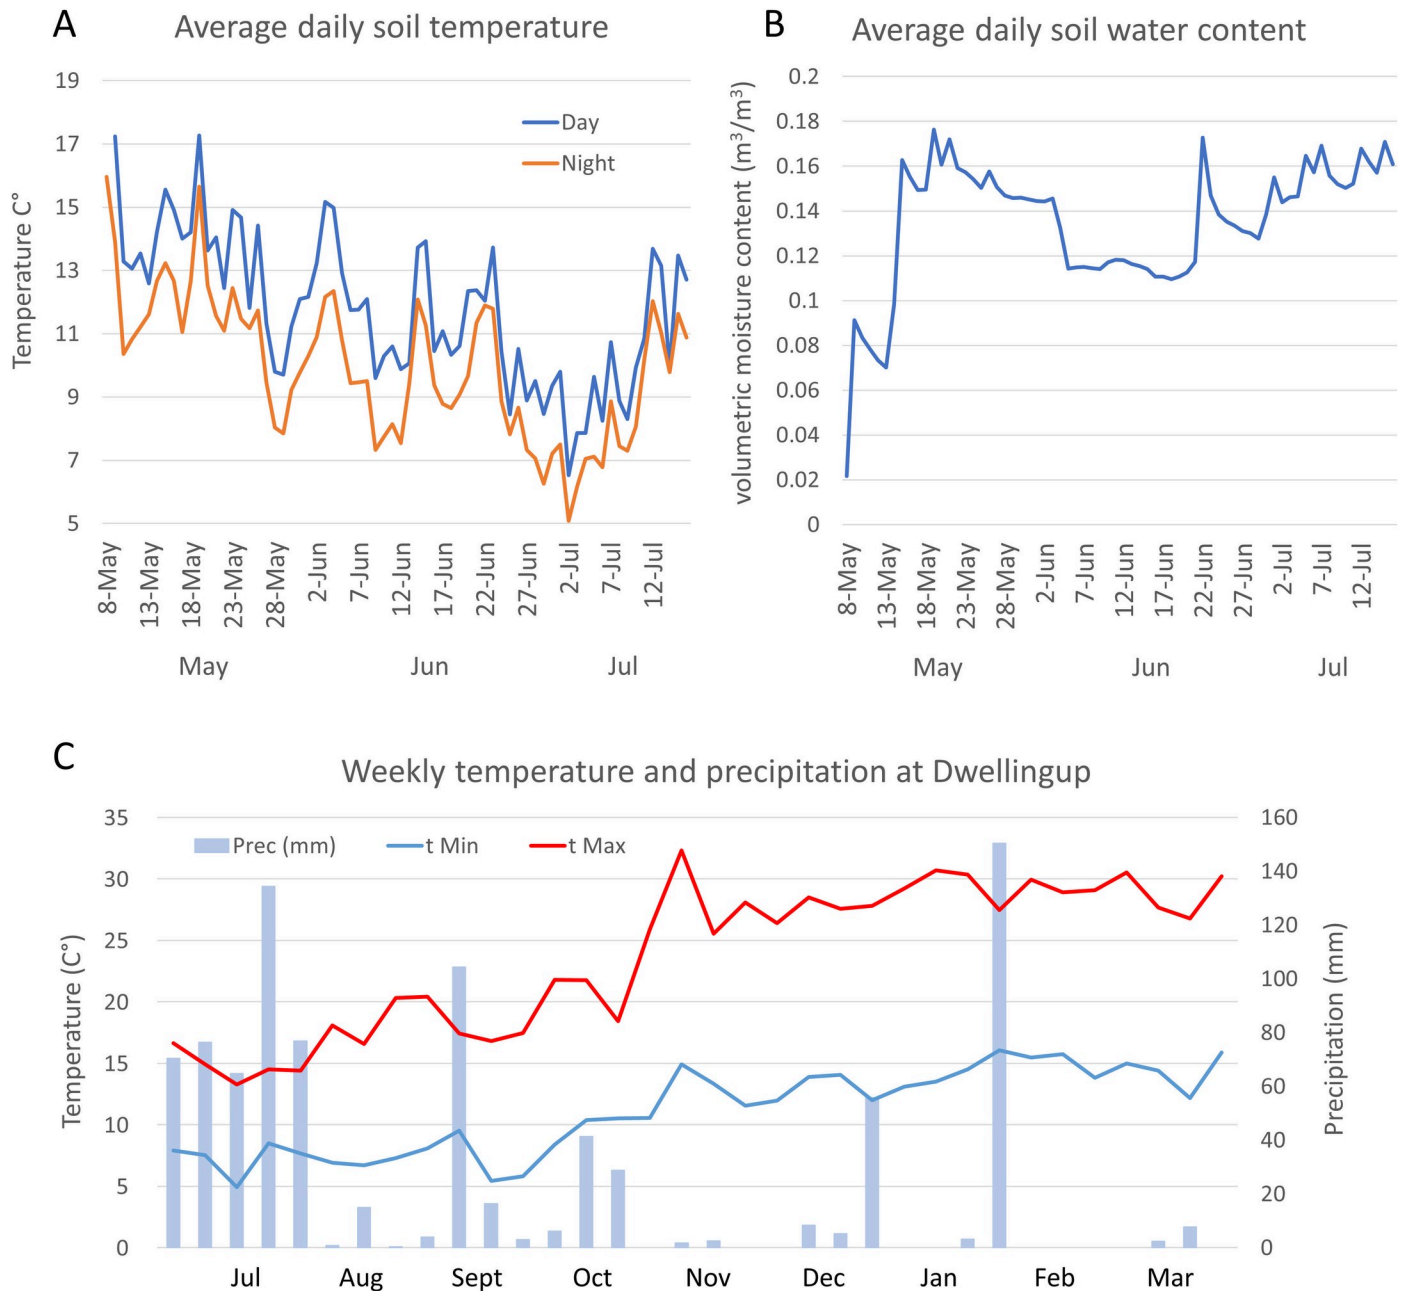 A
Average daily soil temperature
19
17
15
13
11
9
7
5
Temperature C°
Day
Night
8-May
13-May
18-May
23-May
28-May
2-Jun
7-Jun
12-Jun
17-Jun
22-Jun
27-Jun
2-Jul
7-Jul
12-Jul
May
Jun
Jul
B
Average daily soil water content
0.2
0.18
0.16
0.14
0.12
0.1
0.08
0.06
0.04
0.02
0
volumetric moisture content (m³/m³)
8-May
13-May
18-May
23-May
28-May
2-Jun
7-Jun
12-Jun
17-Jun
22-Jun
27-Jun
2-Jul
7-Jul
12-Jul
May
Jun
Jul
C
Weekly temperature and precipitation at Dwellingup
35
30
25
20
15
10
5
0
Temperature (C°)
Prec (mm)
t Min
t Max
160
140
120
100
80
60
40
20
0
Precipitation (mm)
Jul
Aug
Sept
Oct
Nov
Dec
Jan
Feb
Mar